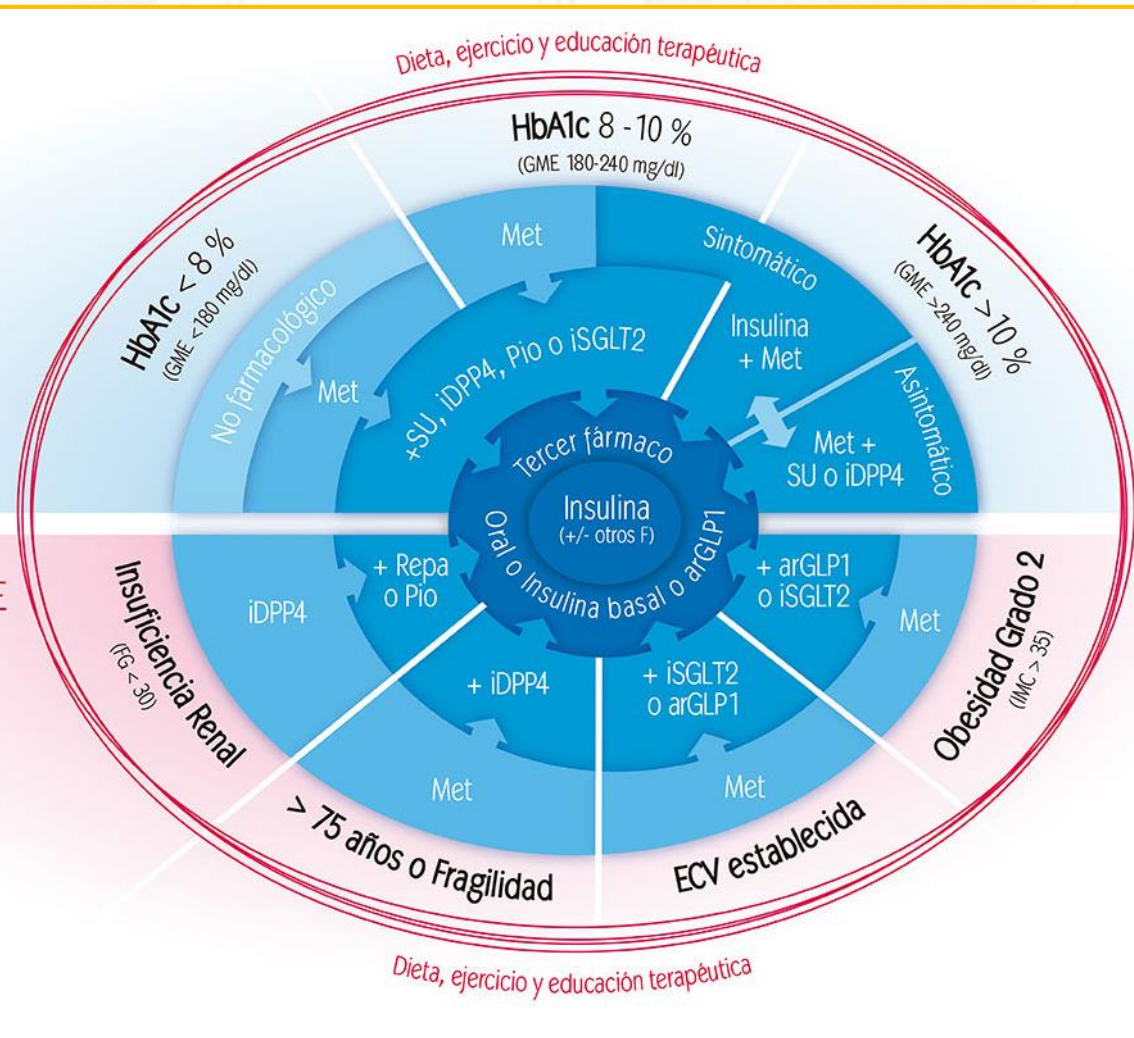 Dieta, ejercicio y educación terapéutica
HbA1c 8 - 10 %
(GME 180-240 mg/dl)
HbA1c < 8 %
(GME <180 mg/dl)
HbA1c > 10 %
(GME >240 mg/dl)
No farmacológico
Met
Met
+SU, iDPP4, Pio o iSGLT2
Sintomático
Insulina
+ Met
Asintomático
Met +
SU o iDPP4
Tercer fármaco
Oral o Insulina basal o arGLP1
Insulina
(+/- otros F)
E
Insuficiencia Renal
(FG < 30)
iDPP4
+ Repa
o Pio
> 75 años o Fragilidad
Met
+ iDPP4
ECV establecida
Met
+ iSGLT2
o arGLP1
Obesidad Grado 2
(IMC > 35)
Met
+ arGLP1
o iSGLT2
Dieta, ejercicio y educación terapéutica